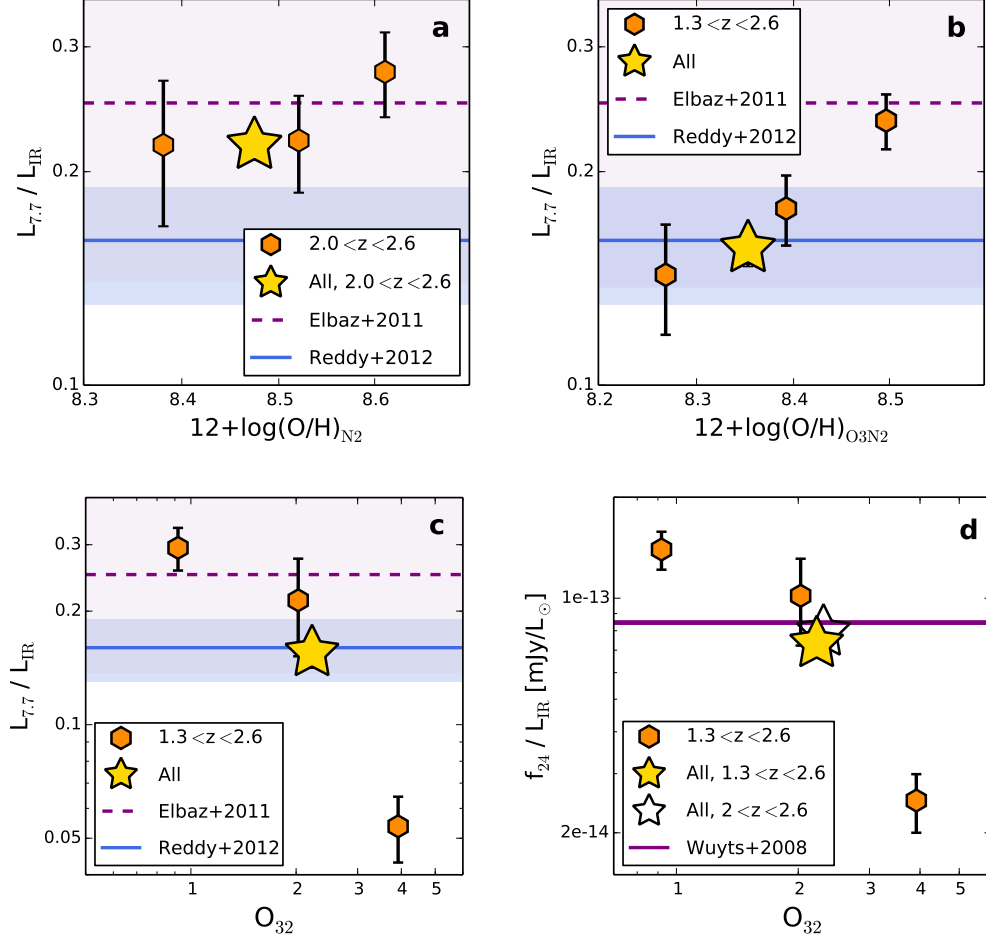 a
0.3
0.2
0.1
L7.7 / LIR
2.0<z<2.6
All, 2.0<z<2.6
Elbaz+2011
Reddy+2012
8.3 8.4 8.5 8.6
12+log(O/H)N2
b
0.3
0.2
0.1
L7.7 / LIR
1.3<z<2.6
All
Elbaz+2011
Reddy+2012
8.2 8.3 8.4 8.5
12+log(O/H)O3N2
c
0.3
0.2
0.1
0.05
L7.7 / LIR
1.3<z<2.6
All
Elbaz+2011
Reddy+2012
1 2 3 4 5
O32
d
1e-13
2e-14
f24 / LIR [mJy/L⊙]
1.3<z<2.6
All, 1.3<z<2.6
All, 2<z<2.6
Wuyts+2008
1 2 3 4 5
O32